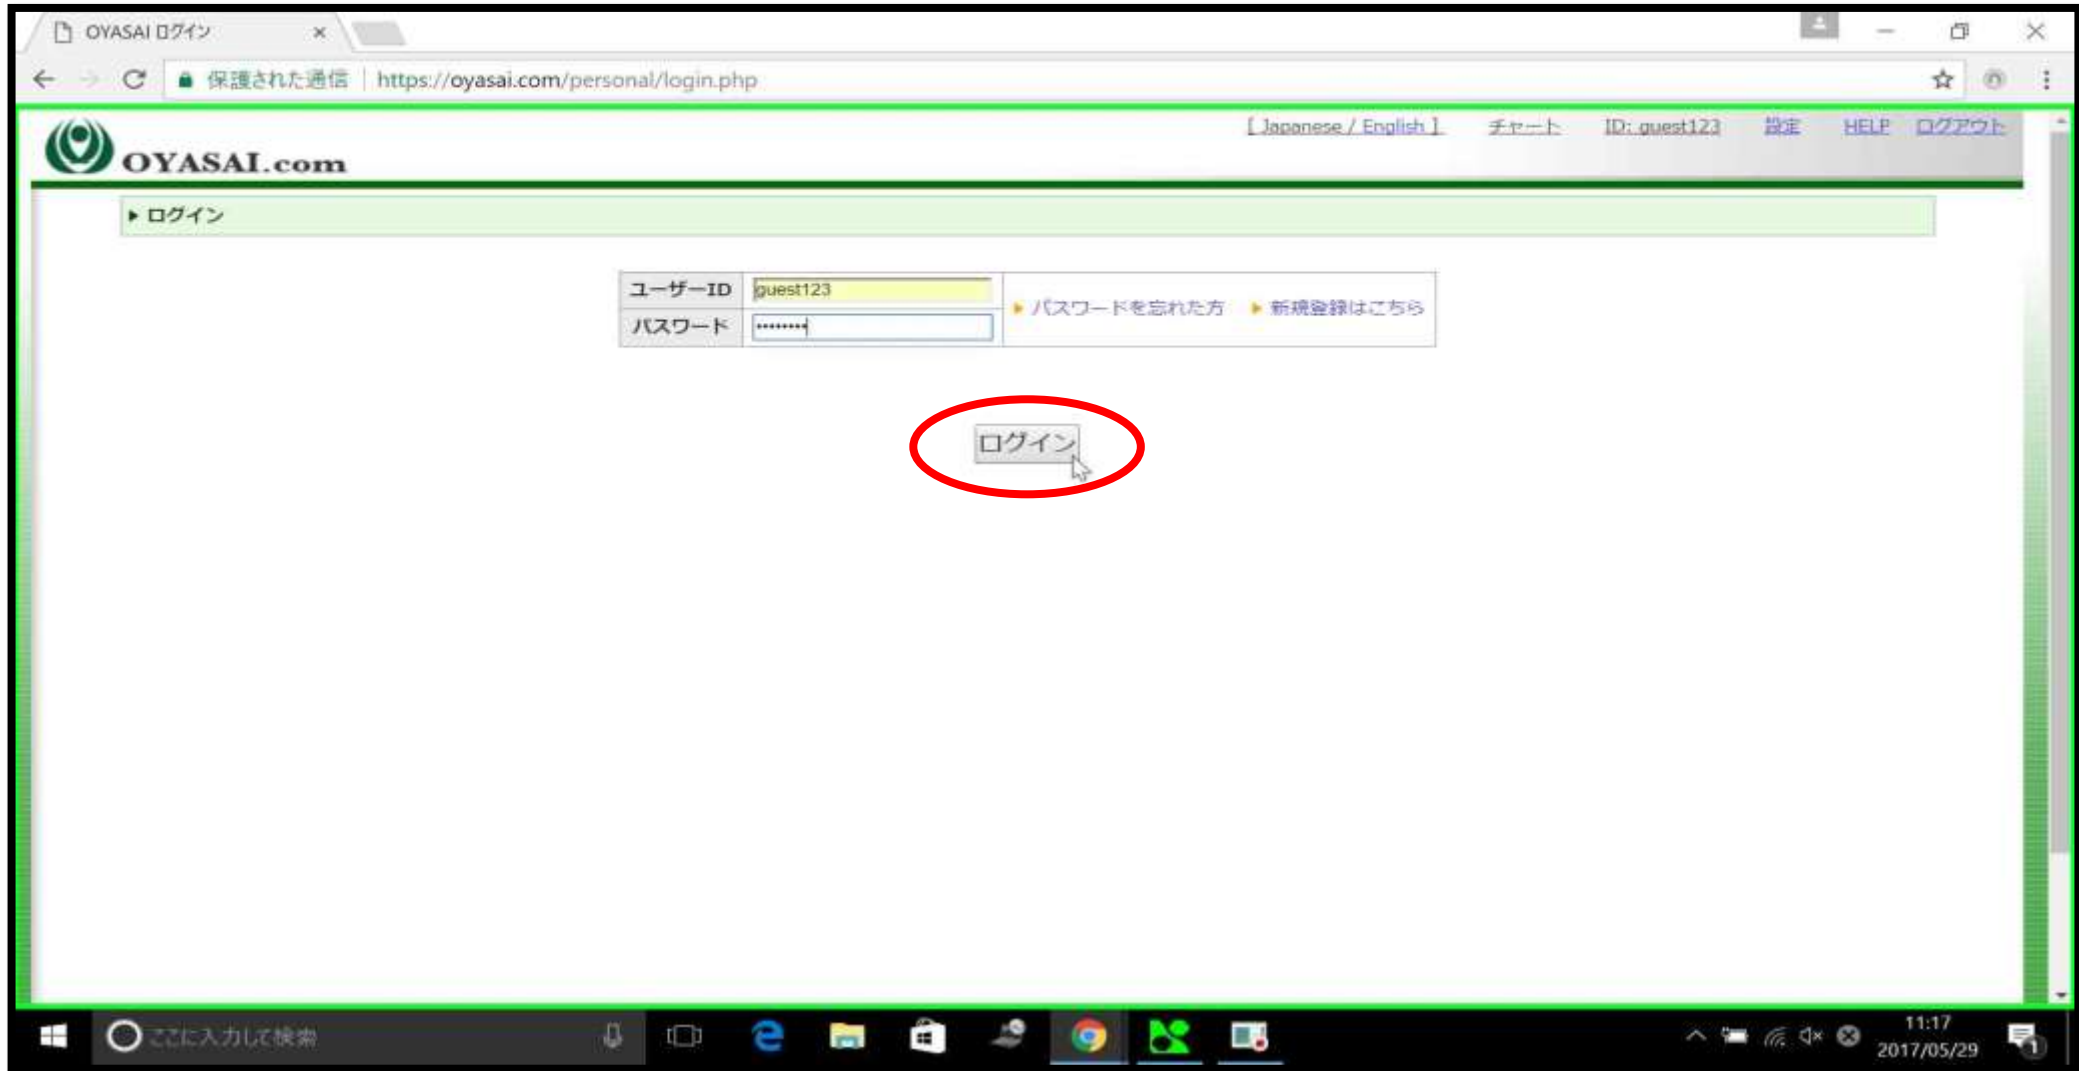 OYASAI ログイン
保護された通信 | https://oyasai.com/personal/login.php
[ Japanese / English ] チャート ID: guest123 設定 HELP ログアウト
OYASAI.com
ログイン
ユーザーID guest123
パスワード ••••••••
パスワードを忘れた方 新規登録はこちら
ログイン
ここに入力して検索
11:17
2017/05/29
1